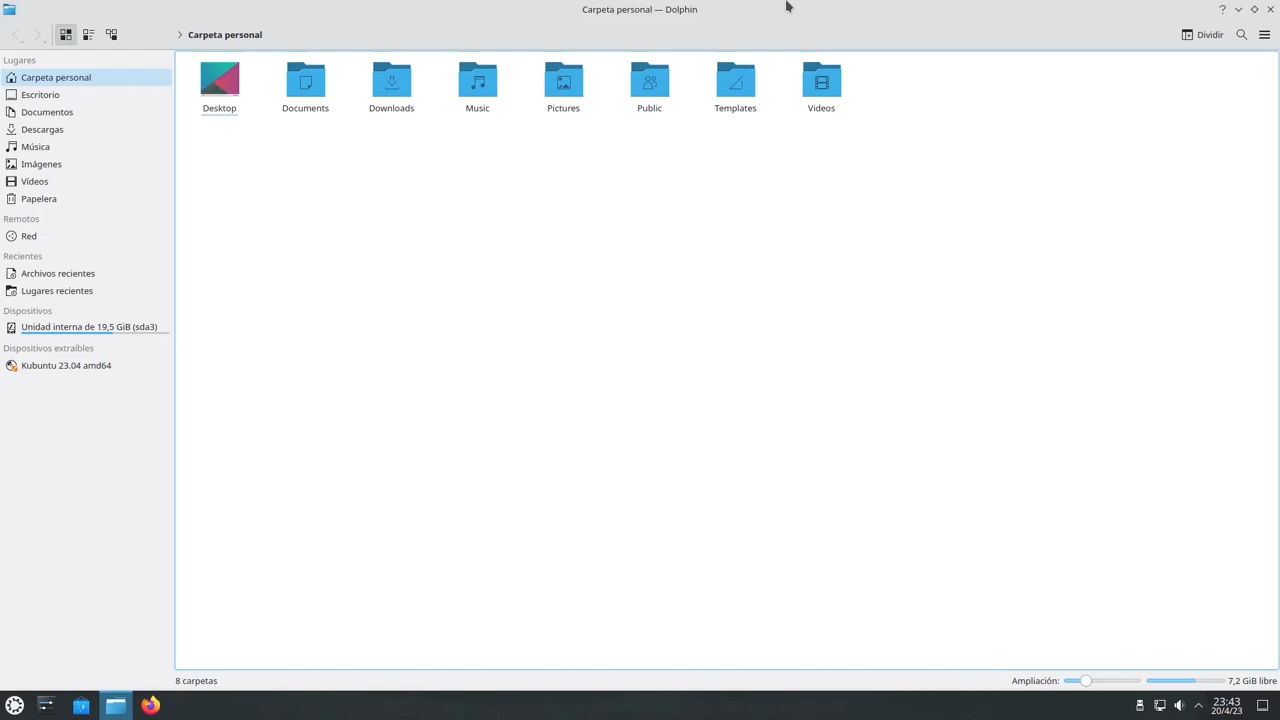 Carpeta personal — Dolphin
Carpeta personal
Dividir
Lugares
Carpeta personal
Escritorio
Documentos
Descargas
Música
Imágenes
Vídeos
Papelera
Remotos
Red
Recientes
Archivos recientes
Lugares recientes
Dispositivos
Unidad interna de 19,5 GiB (sda3)
Dispositivos extraíbles
Kubuntu 23.04 amd64
Desktop
Documents
Downloads
Music
Pictures
Public
Templates
Videos
8 carpetas
Ampliación:
7,2 GiB libre
23:43
20/4/23